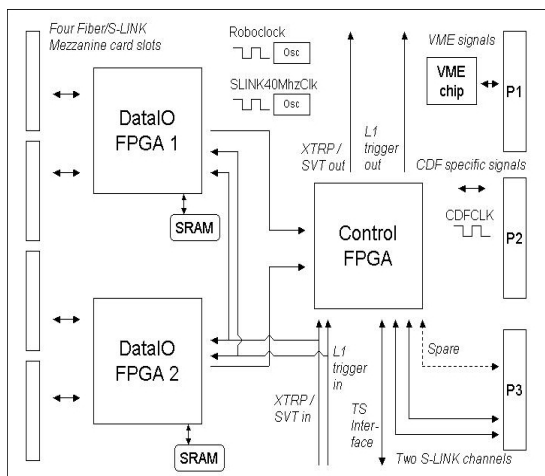 Four Fiber/S-LINK
Mezzanine card slots
Roboclock
Osc
SLINK40MhzClk
Osc
VME signals
VME
chip
P1
DataIO
FPGA 1
SRAM
XTRP /
SVT out
L1
trigger
out
CDF specific signals
CDFCLK
P2
Control
FPGA
DataIO
FPGA 2
SRAM
XTRP /
SVT in
L1
trigger
in
TS
Inter-
face
Spare
P3
Two S-LINK channels